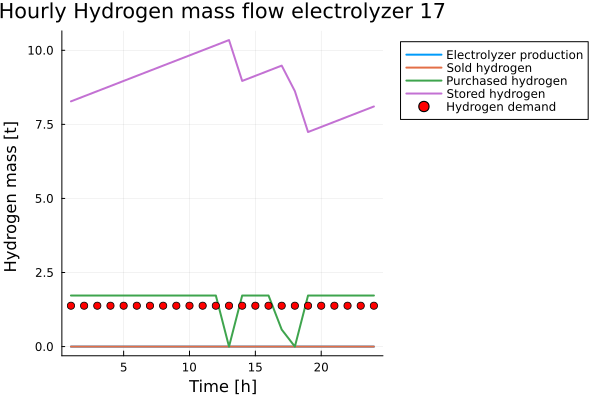 Hourly Hydrogen mass flow electrolyzer 17
Electrolyzer production
Sold hydrogen
Purchased hydrogen
Stored hydrogen
Hydrogen demand
Hydrogen mass [t]
10.0
7.5
5.0
2.5
0.0
5 10 15 20
Time [h]